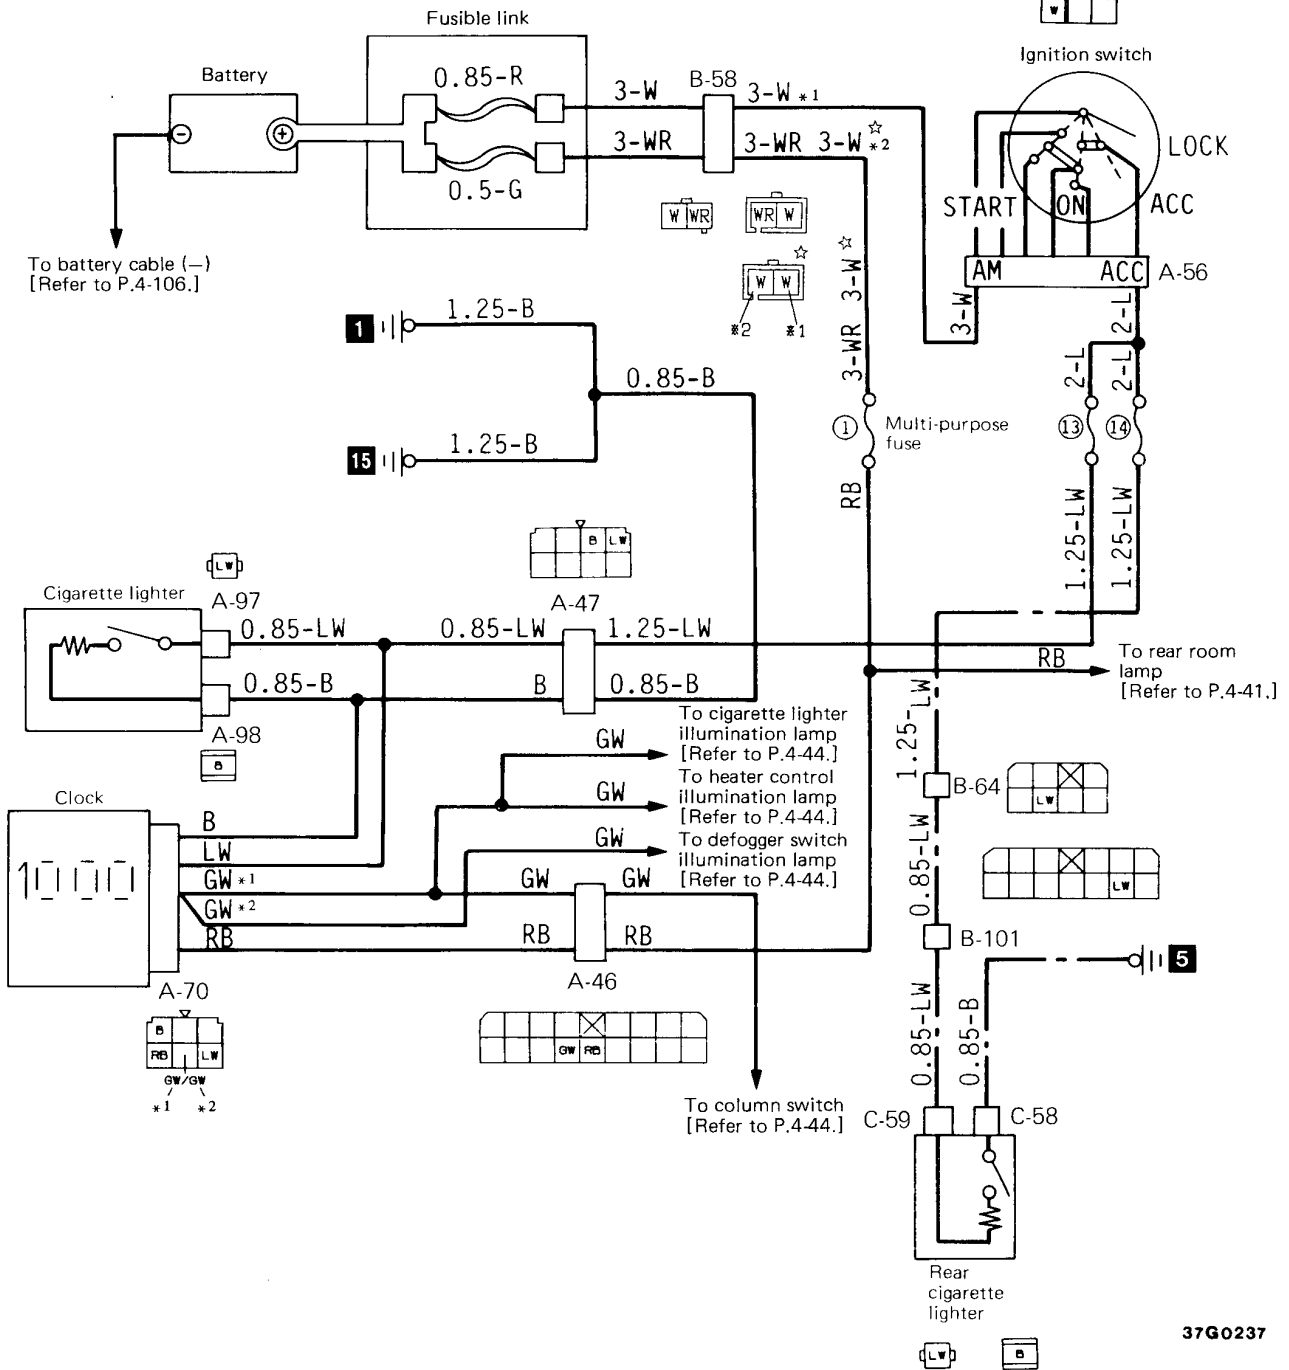 W
Fusible link
Ignition switch
Battery
0.85-R
3-W
B-58
3-W *1
LOCK
3-WR
3-WR 3-W ☆ *2
0.5-G
START
ON
ACC
W WR
WR W
☆
W W
*2 *1
To battery cable (−)
[Refer to P.4-106.]
AM
ACC
A-56
3-WR 3-W ☆
3-W
2-L
2-L
2-L
1
1.25-B
0.85-B
15
1.25-B
1
Multi-purpose
fuse
13
14
RB
1.25-LW
1.25-LW
B LW
A-47
LW
A-97
Cigarette lighter
0.85-LW
0.85-LW
1.25-LW
0.85-B
B
0.85-B
A-98
B
RB
To rear room
lamp
[Refer to P.4-41.]
GW
To cigarette lighter
illumination lamp
[Refer to P.4-44.]
GW
To heater control
illumination lamp
[Refer to P.4-44.]
GW
To defogger switch
illumination lamp
[Refer to P.4-44.]
1.25-LW
B-64
LW
0.85-LW
LW
B-101
Clock
1000
B
LW
GW *1
GW
GW
GW *2
RB
RB
RB
A-70
A-46
B
RB LW
GW/GW
*1 *2
GW RB
To column switch
[Refer to P.4-44.]
5
0.85-LW
0.85-B
C-59
C-58
Rear
cigarette
lighter
LW
B
37G0237